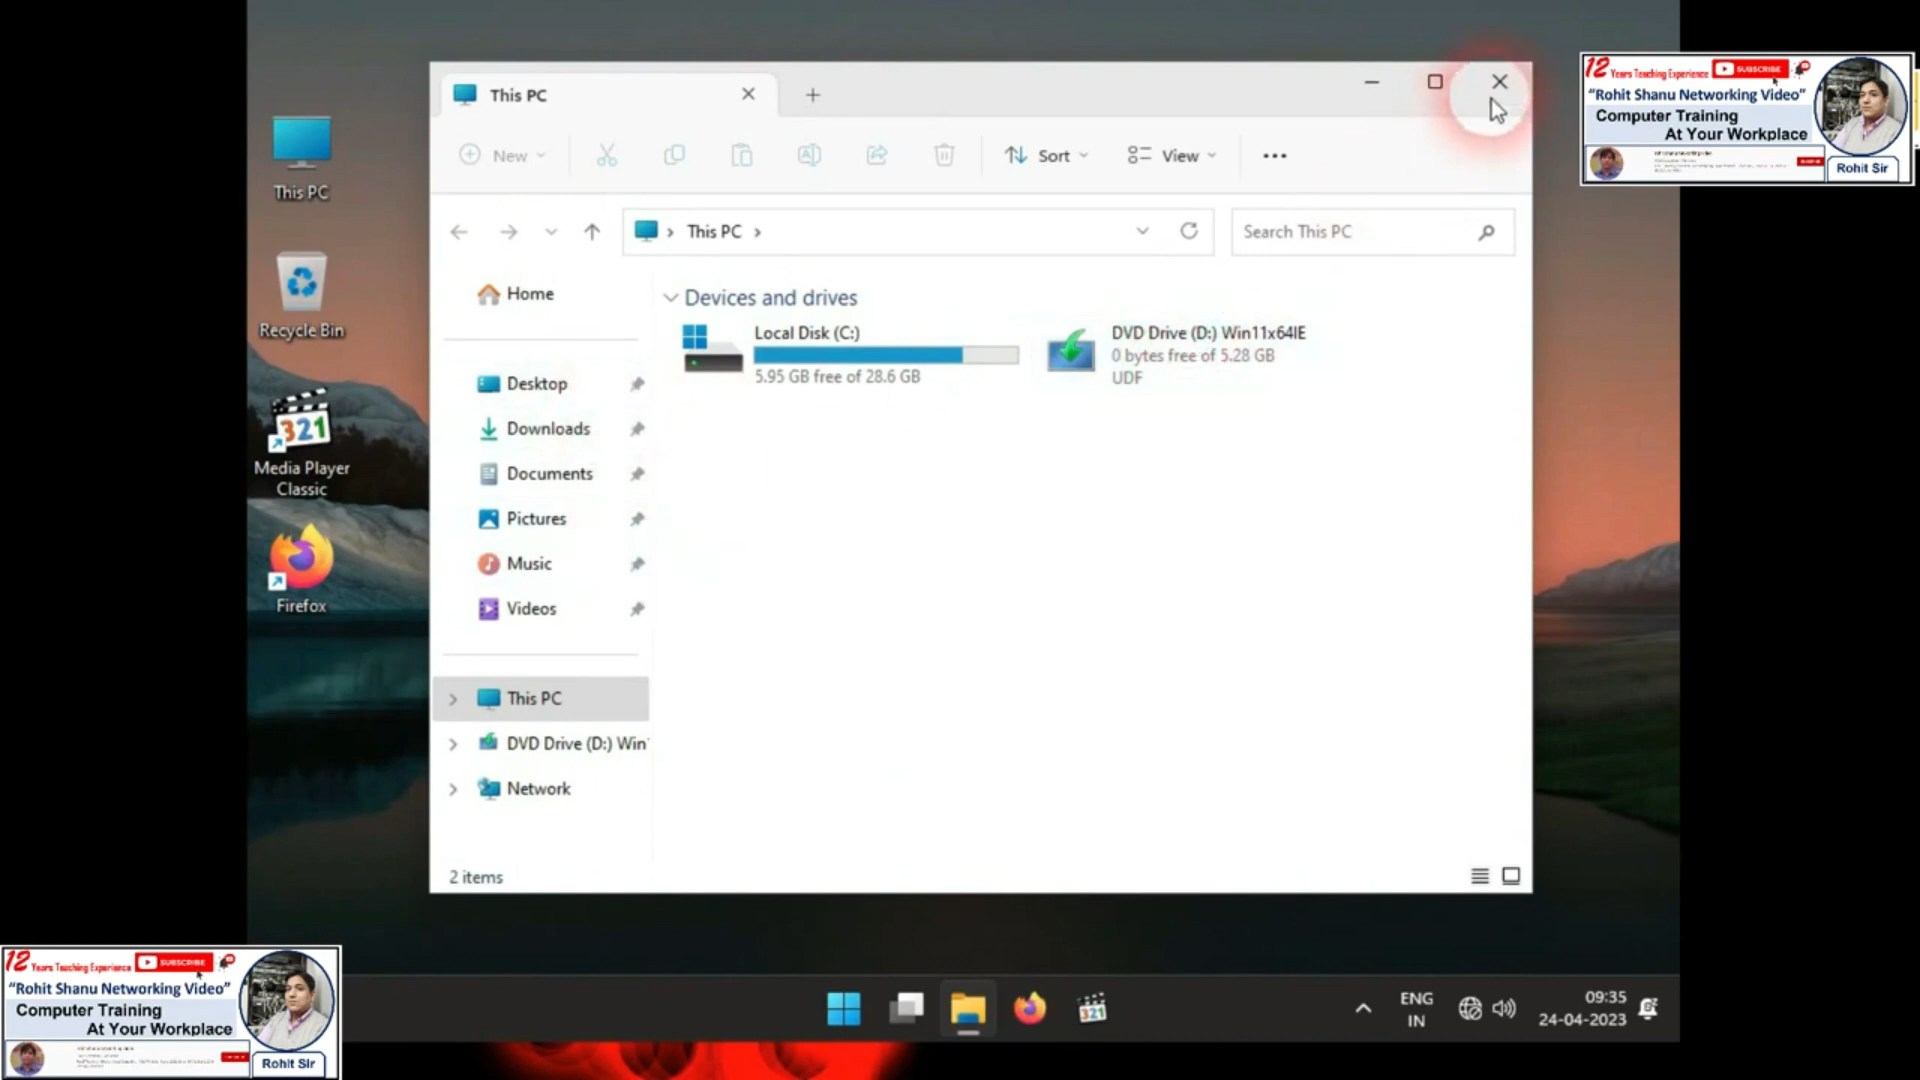 This PC
New
Sort
View
This PC
Search This PC
Home
Desktop
Downloads
Documents
Pictures
Music
Videos
This PC
DVD Drive (D:) Win
Network
Devices and drives
Local Disk (C:)
5.95 GB free of 28.6 GB
DVD Drive (D:) Win11x64IE
0 bytes free of 5.28 GB
UDF
2 items
This PC
Recycle Bin
321
Media Player
Classic
Firefox
12 Years Teaching Experience SUBSCRIBE
"Rohit Shanu Networking Video"
Computer Training
At Your Workplace
Rohit Sir
12 Years Teaching Experience SUBSCRIBE
"Rohit Shanu Networking Video"
Computer Training
At Your Workplace
Rohit Sir
321
ENG
IN
09:35
24-04-2023